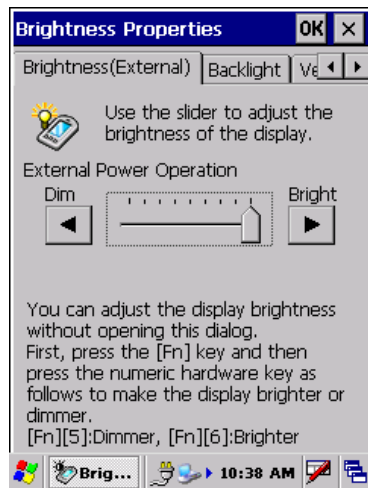 Brightness Properties OK ×
Brightness(External) Backlight Ve
Use the slider to adjust the
brightness of the display.
External Power Operation
Dim Bright
You can adjust the display brightness
without opening this dialog.
First, press the [Fn] key and then
press the numeric hardware key as
follows to make the display brighter or
dimmer.
[Fn][5]:Dimmer, [Fn][6]:Brighter
Brig... 10:38 AM